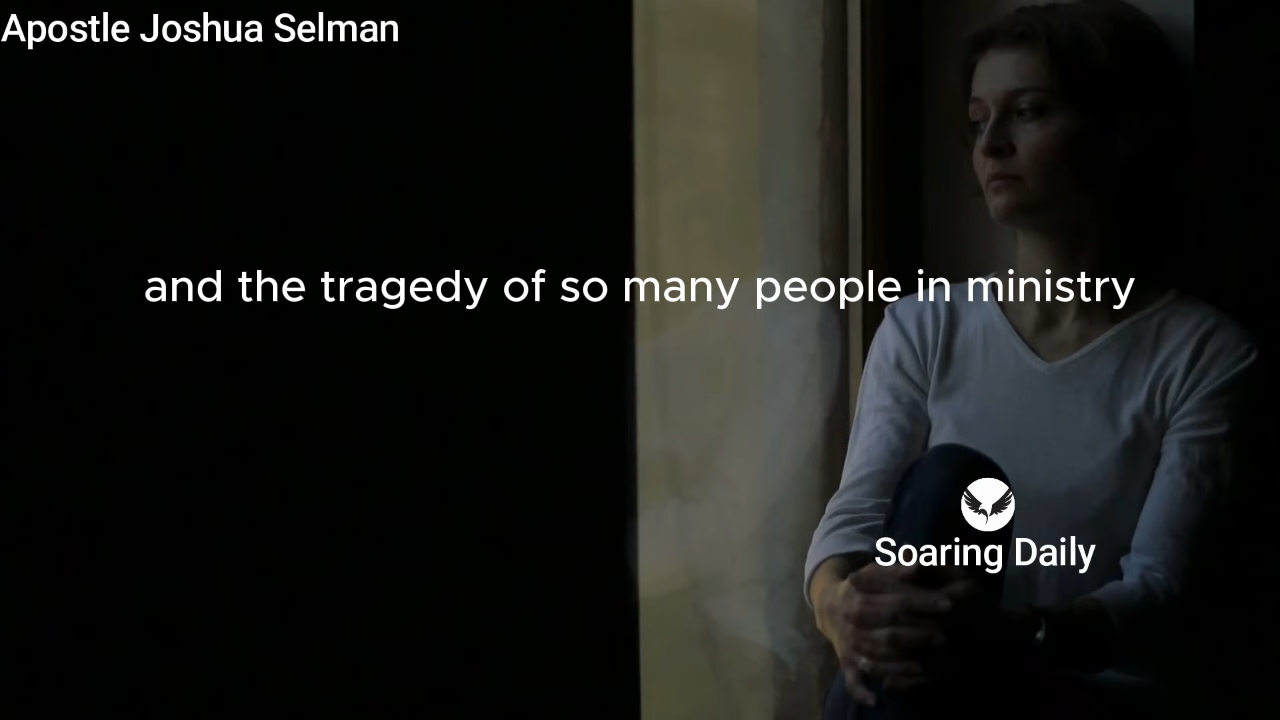 Apostle Joshua Selman
and the tragedy of so many people in ministry
Soaring Daily